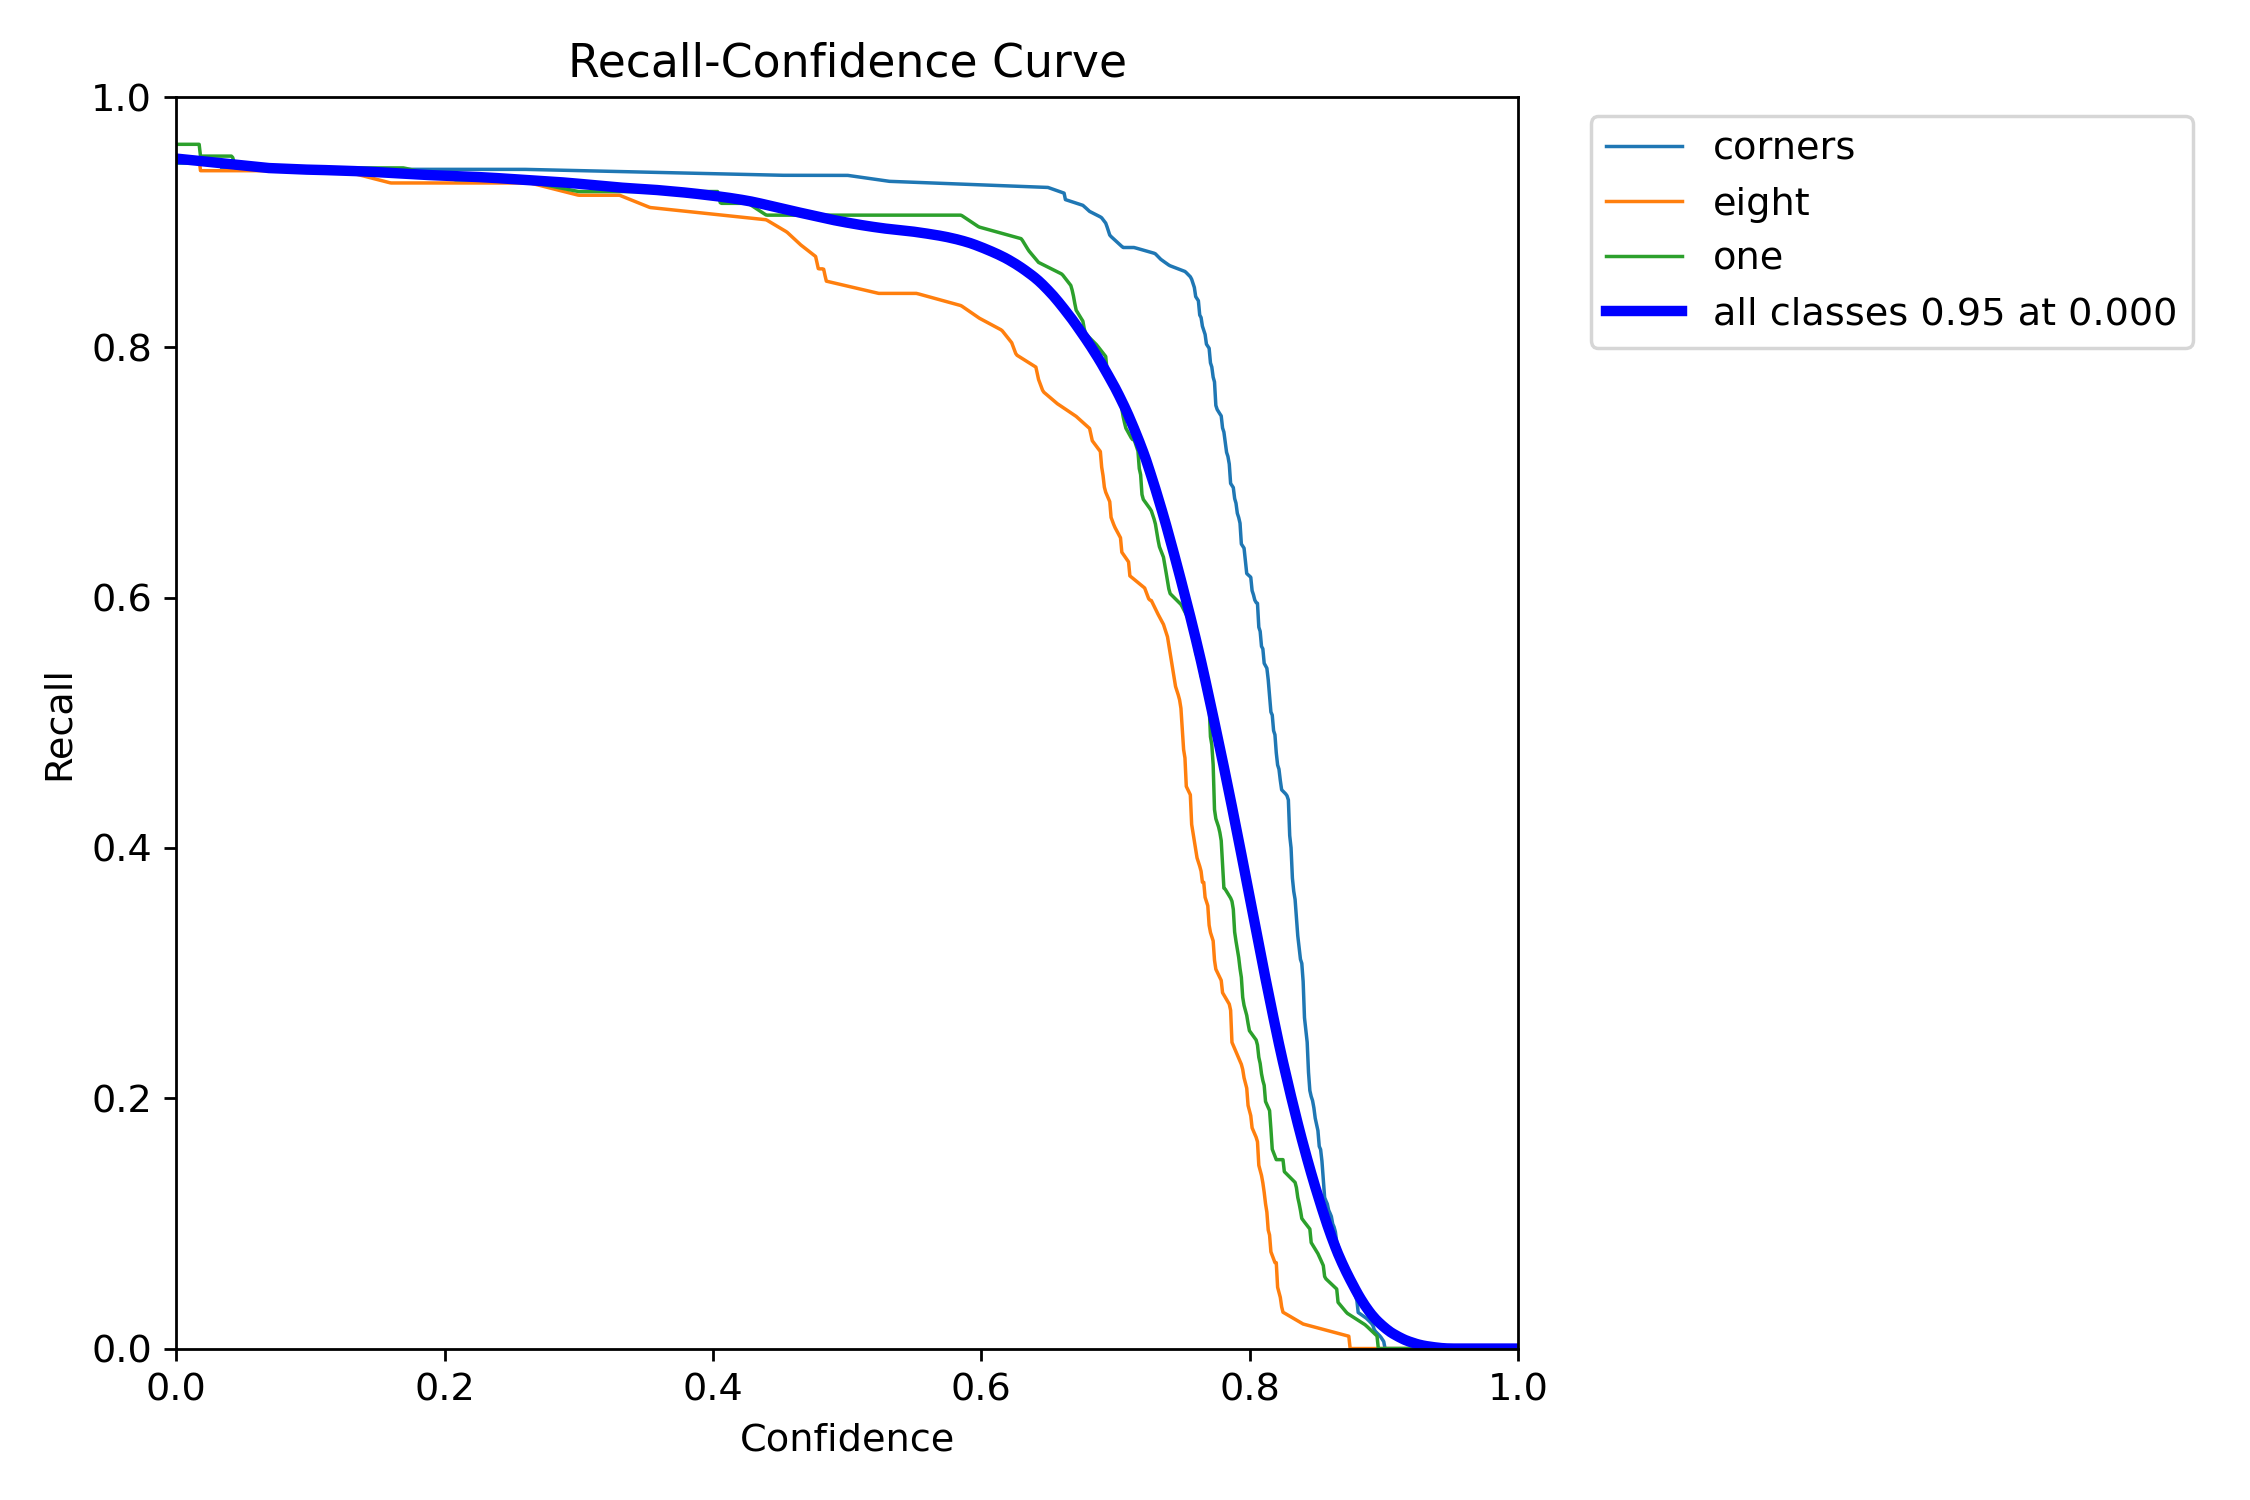 Recall-Confidence Curve
1.0
0.8
0.6
0.4
0.2
0.0
Recall
0.0 0.2 0.4 0.6 0.8 1.0
Confidence
corners
eight
one
all classes 0.95 at 0.000